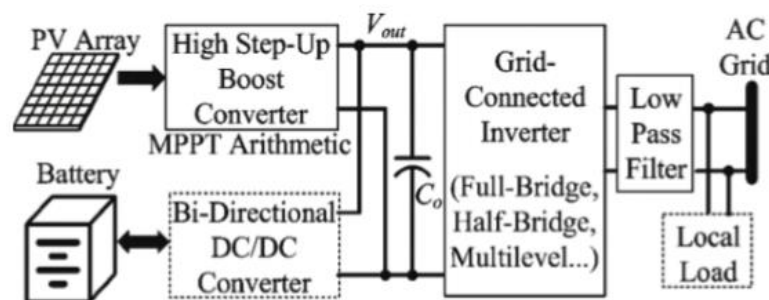 PV Array
High Step-Up
Boost
Converter
MPPT Arithmetic
V_out
Grid-
Connected
Inverter
(Full-Bridge,
Half-Bridge,
Multilevel...)
Low
Pass
Filter
AC
Grid
Battery
Bi-Directional
DC/DC
Converter
C_o
Local
Load